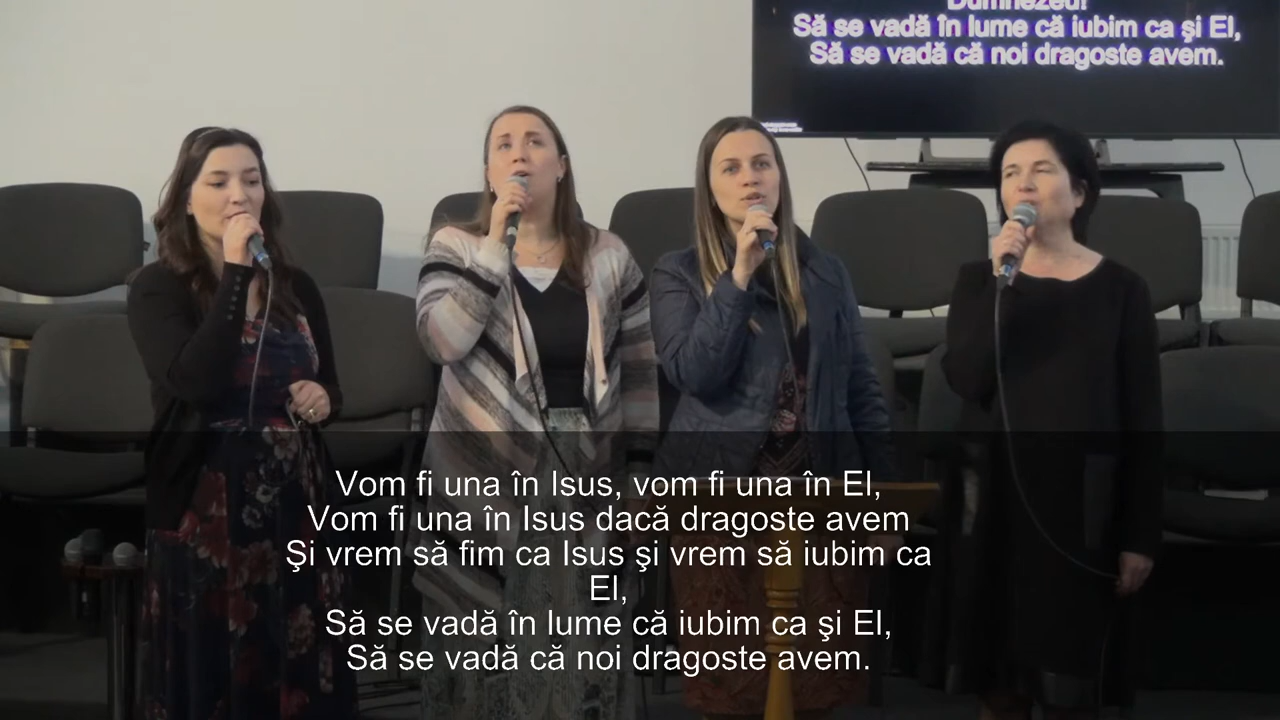 Dumnezeu!
Să se vadă în lume că iubim ca şi El,
Să se vadă că noi dragoste avem.
Vom fi una în Isus, vom fi una în El,
Vom fi una în Isus dacă dragoste avem
Şi vrem să fim ca Isus şi vrem să iubim ca
El,
Să se vadă în lume că iubim ca şi El,
Să se vadă că noi dragoste avem.